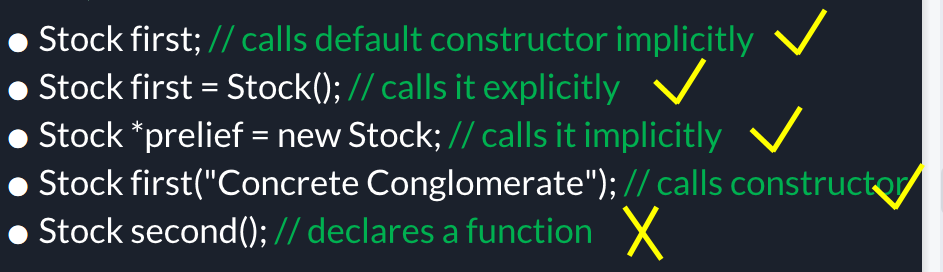 ● Stock first; // calls default constructor implicitly
● Stock first = Stock(); // calls it explicitly
● Stock *prelief = new Stock; // calls it implicitly
● Stock first("Concrete Conglomerate"); // calls constructor
● Stock second(); // declares a function